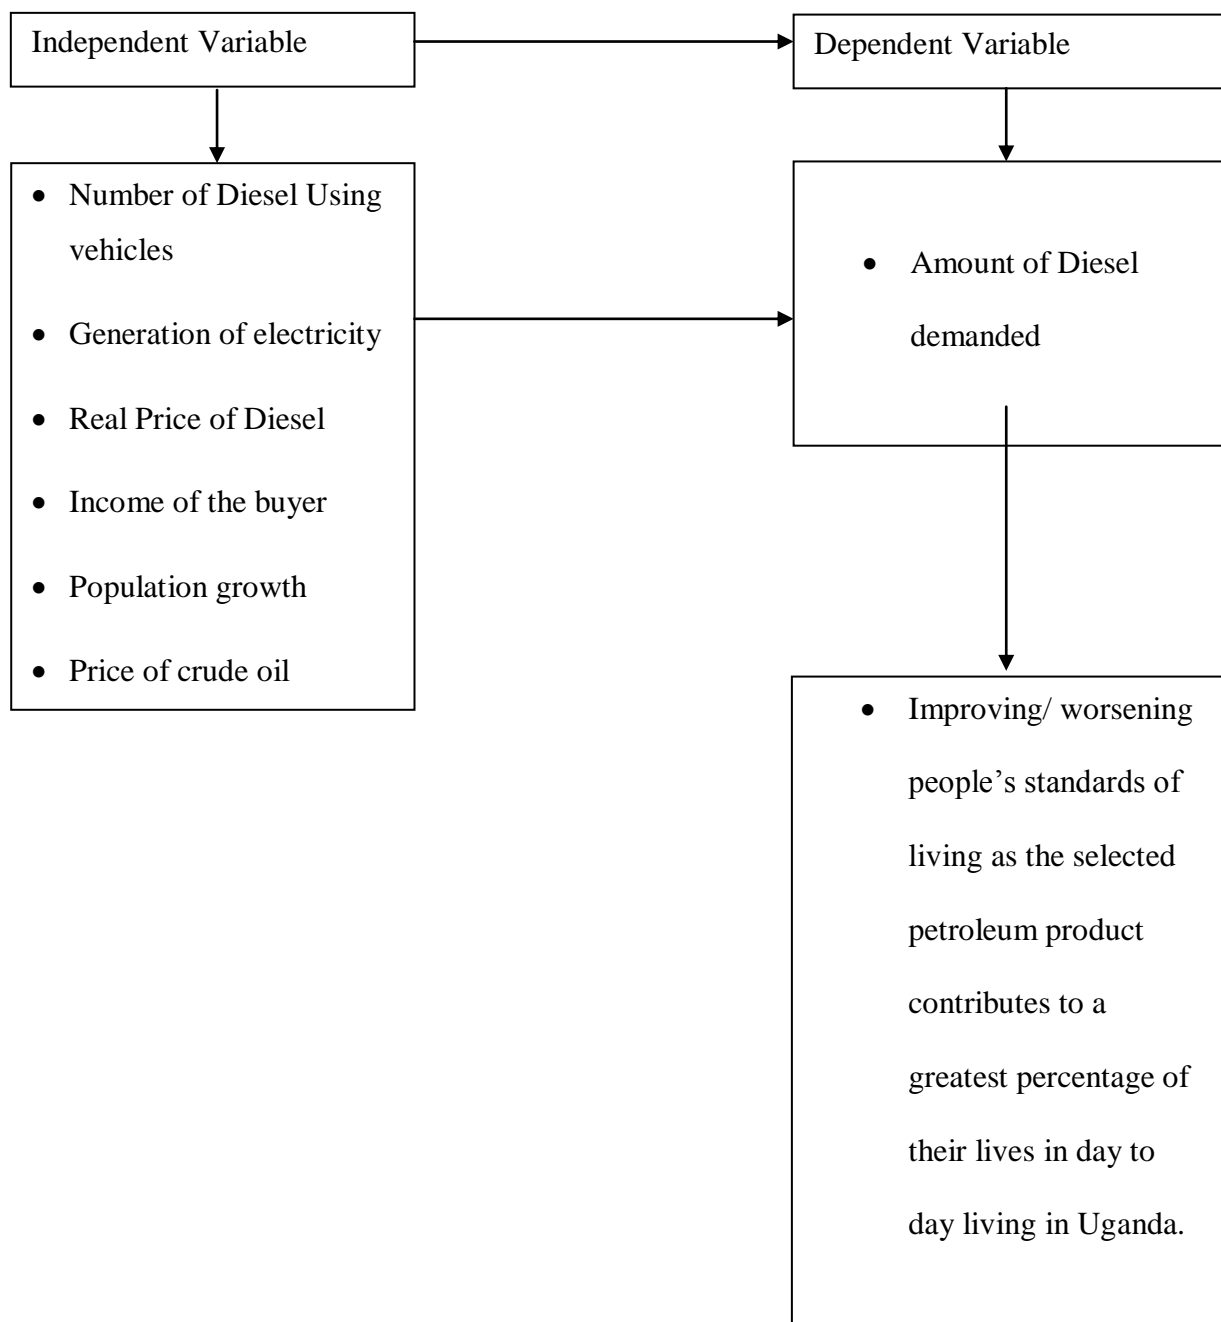 Independent Variable
Dependent Variable
• Number of Diesel Using
vehicles
• Generation of electricity
• Real Price of Diesel
• Income of the buyer
• Population growth
• Price of crude oil
• Amount of Diesel
demanded
• Improving/ worsening
people’s standards of
living as the selected
petroleum product
contributes to a
greatest percentage of
their lives in day to
day living in Uganda.